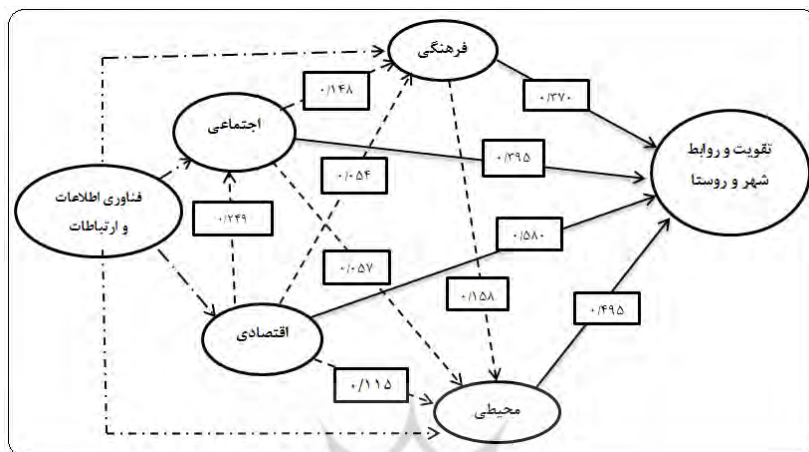 فرهنگی
۰/۱۴۸
۰/۳۷۰
اجتماعی
تقویت و روابط
شهر و روستا
۰/۳۹۵
۰/۰۵۴
فناوری اطلاعات
و ارتباطات
۰/۲۴۹
۰/۵۸۰
۰/۰۵۷
۰/۱۵۸
اقتصادی
۰/۴۹۵
۰/۱۱۵
محیطی